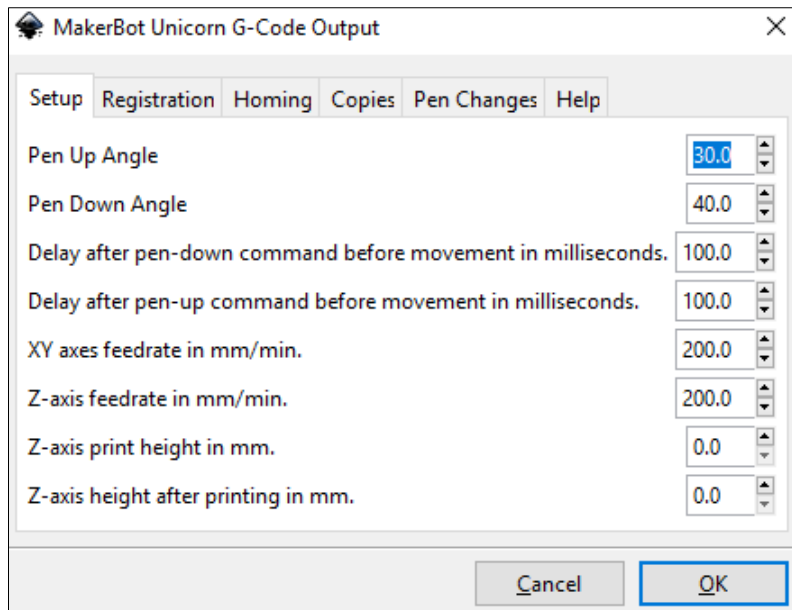 MakerBot Unicorn G-Code Output
Setup Registration Homing Copies Pen Changes Help
Pen Up Angle 30.0
Pen Down Angle 40.0
Delay after pen-down command before movement in milliseconds. 100.0
Delay after pen-up command before movement in milliseconds. 100.0
XY axes feedrate in mm/min. 200.0
Z-axis feedrate in mm/min. 200.0
Z-axis print height in mm. 0.0
Z-axis height after printing in mm. 0.0
Cancel OK